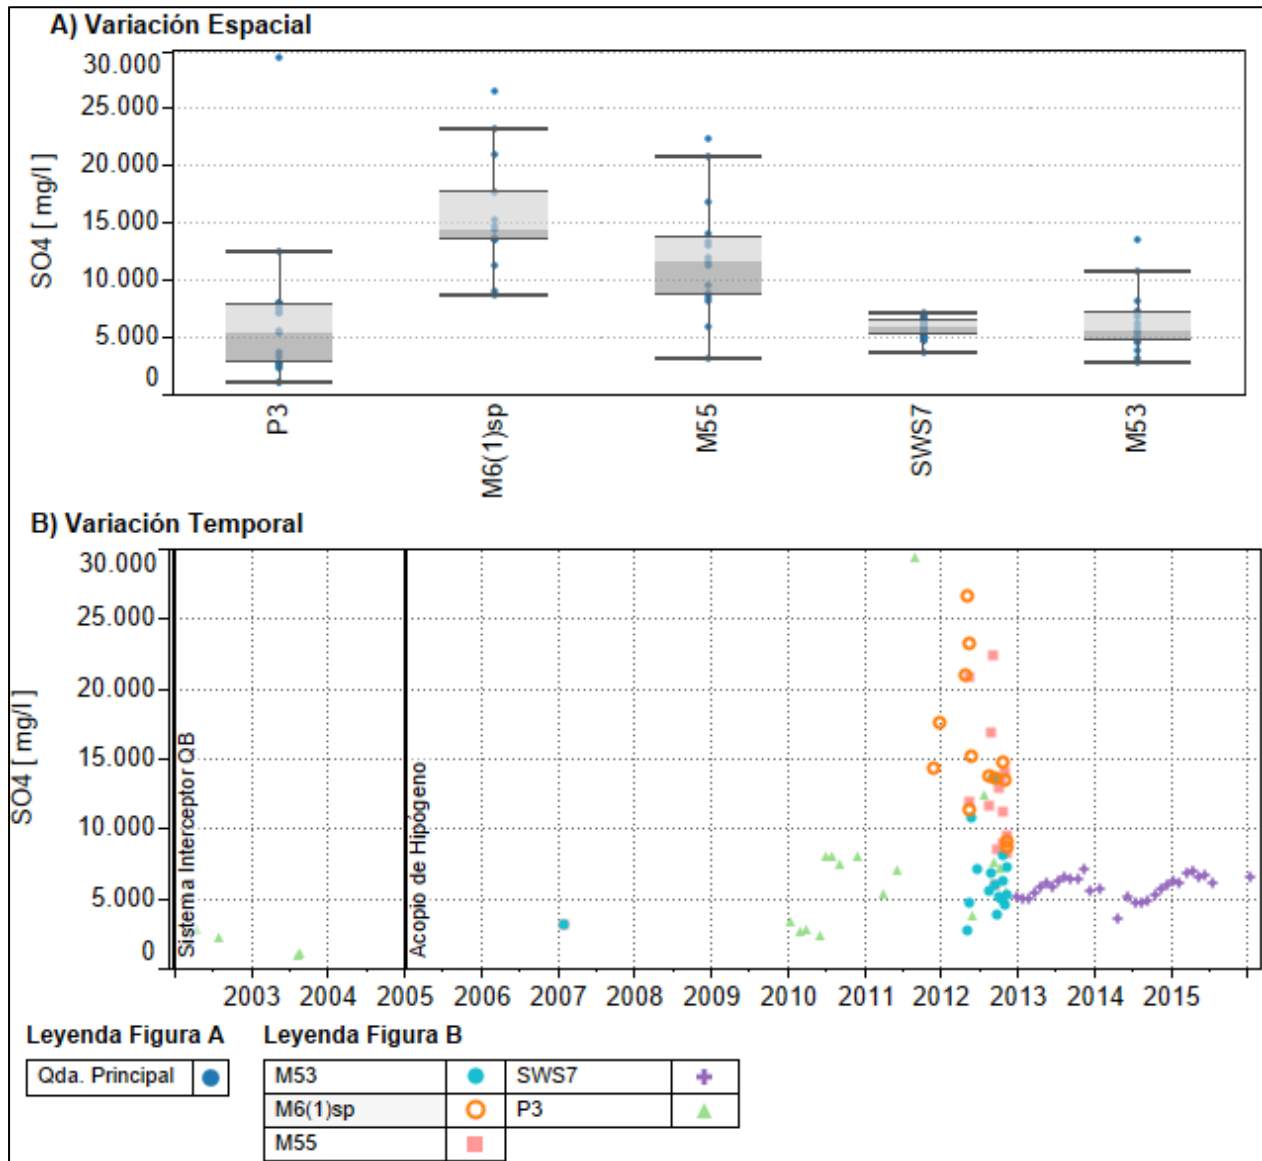 A) Variación Espacial
30.000
25.000
20.000
15.000
10.000
5.000
0
SO4 [ mg/l ]
P3
M6(1)sp
M55
SWS7
M53
B) Variación Temporal
30.000
25.000
20.000
15.000
10.000
5.000
0
SO4 [ mg/l ]
Sistema Interceptor QB
Acopio de Hipógeno
2003 2004 2005 2006 2007 2008 2009 2010 2011 2012 2013 2014 2015
Leyenda Figura A
Qda. Principal
Leyenda Figura B
M53 SWS7
M6(1)sp P3
M55